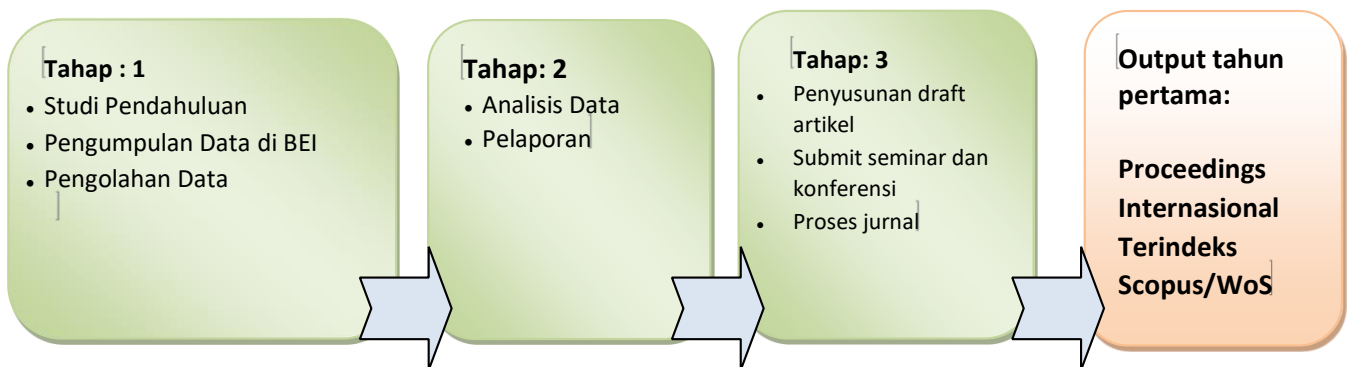 Tahap : 1
• Studi Pendahuluan
• Pengumpulan Data di BEI
• Pengolahan Data
Tahap: 2
• Analisis Data
• Pelaporan
Tahap: 3
• Penyusunan draft
artikel
• Submit seminar dan
konferensi
• Proses jurnal
Output tahun
pertama:
Proceedings
Internasional
Terindeks
Scopus/WoS